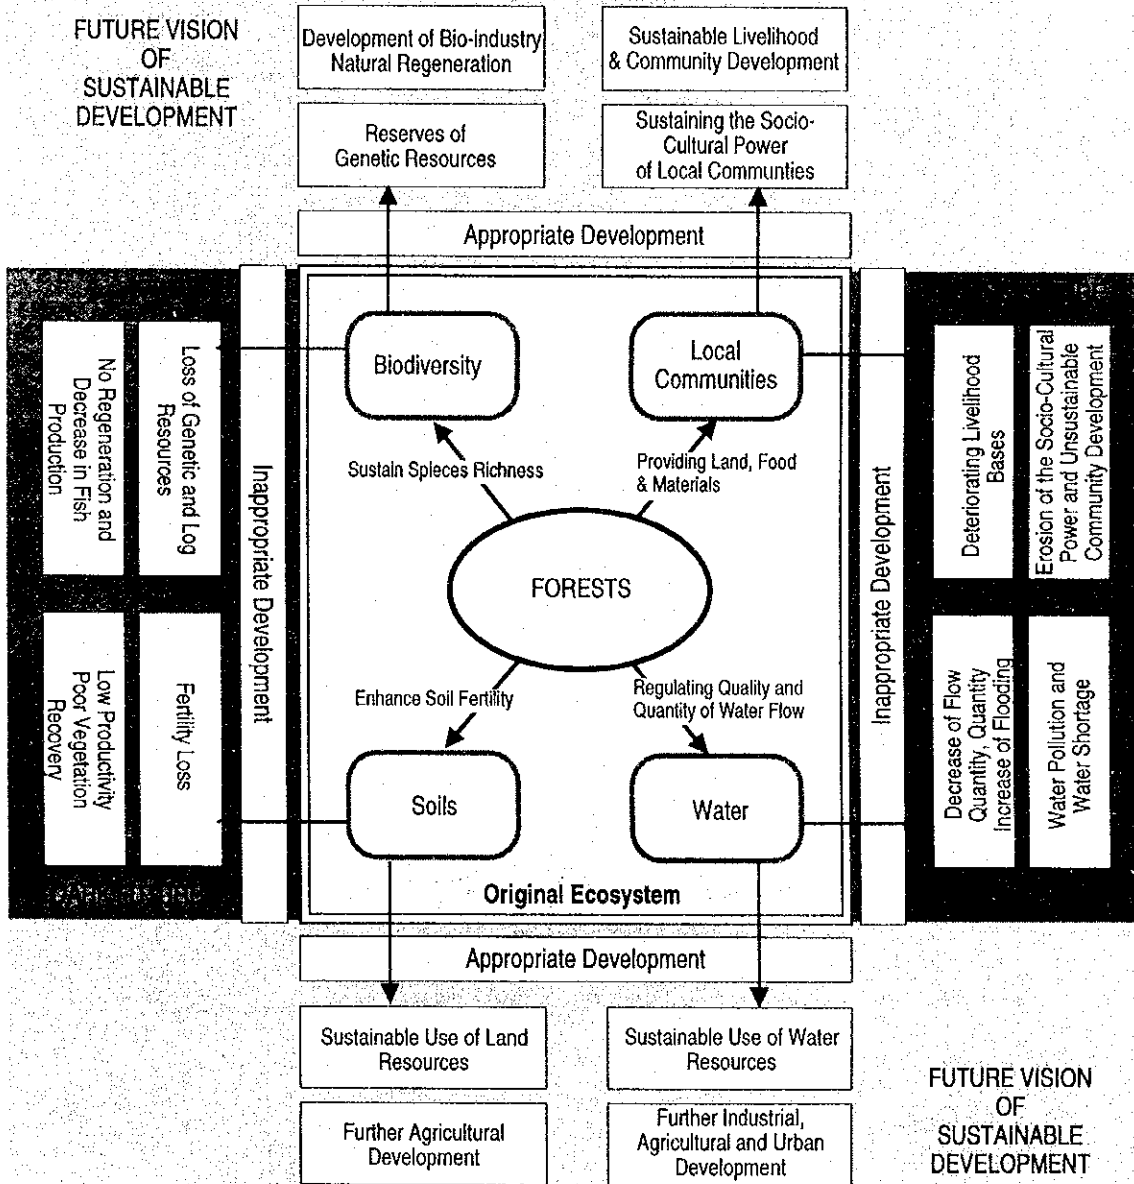 FUTURE VISION
OF
SUSTAINABLE
DEVELOPMENT
Development of Bio-industry
Natural Regeneration
Sustainable Livelihood
& Community Development
Reserves of
Genetic Resources
Sustaining the Socio-
Cultural Power
of Local Communties
Appropriate Development
No Regeneration and
Decrease in Fish
Production
Loss of Genetic and Log
Resources
Low Productivity
Poor Vegetation
Recovery
Fertility Loss
Inappropriate Development
Biodiversity
Local
Communities
Sustain Spieces Richness
Providing Land, Food
& Materials
FORESTS
Enhance Soil Fertility
Regulating Quality and
Quantity of Water Flow
Soils
Water
Original Ecosystem
Inappropriate Development
Deteriorating Livelihood
Bases
Erosion of the Socio-Cultural
Power and Unsustainable
Community Development
Decrease of Flow
Quantity, Quantity
Increase of Flooding
Water Pollution and
Water Shortage
Appropriate Development
Sustainable Use of Land
Resources
Sustainable Use of Water
Resources
Further Agricultural
Development
Further Industrial,
Agricultural and Urban
Development
FUTURE VISION
OF
SUSTAINABLE
DEVELOPMENT